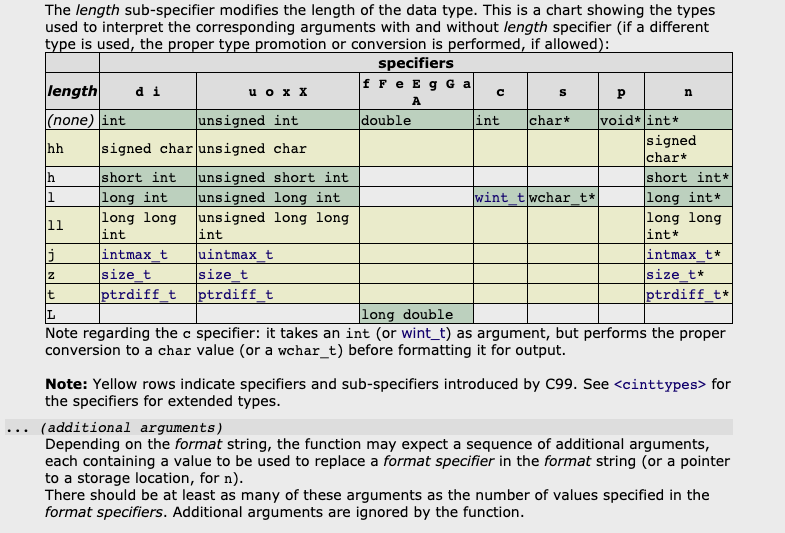 The length sub-specifier modifies the length of the data type. This is a chart showing the types
used to interpret the corresponding arguments with and without length specifier (if a different
type is used, the proper type promotion or conversion is performed, if allowed):
specifiers
length d i u o x X f F e E g G a A c s p n
(none) int unsigned int double int char* void* int*
hh signed char unsigned char signed char*
h short int unsigned short int short int*
l long int unsigned long int wint_t wchar_t* long int*
ll long long int unsigned long long int long long int*
j intmax_t uintmax_t intmax_t*
z size_t size_t size_t*
t ptrdiff_t ptrdiff_t ptrdiff_t*
L long double
Note regarding the c specifier: it takes an int (or wint_t) as argument, but performs the proper
conversion to a char value (or a wchar_t) before formatting it for output.
Note: Yellow rows indicate specifiers and sub-specifiers introduced by C99. See <cinttypes> for
the specifiers for extended types.
... (additional arguments)
Depending on the format string, the function may expect a sequence of additional arguments,
each containing a value to be used to replace a format specifier in the format string (or a pointer
to a storage location, for n).
There should be at least as many of these arguments as the number of values specified in the
format specifiers. Additional arguments are ignored by the function.